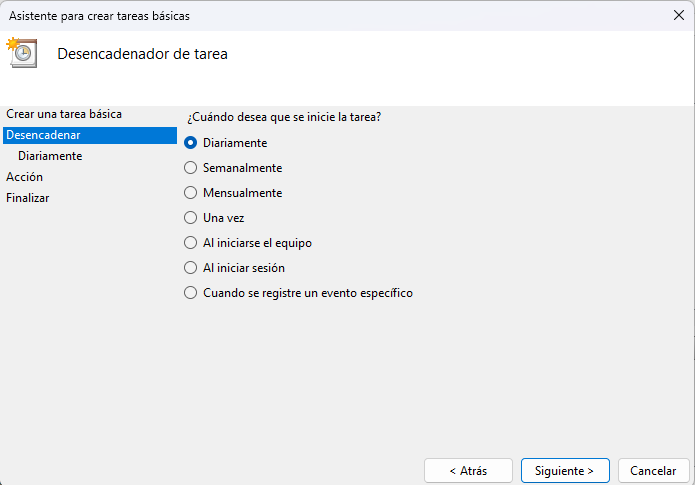 Asistente para crear tareas básicas
Desencadenador de tarea
Crear una tarea básica
Desencadenar
Diariamente
Acción
Finalizar
¿Cuándo desea que se inicie la tarea?
Diariamente
Semanalmente
Mensualmente
Una vez
Al iniciarse el equipo
Al iniciar sesión
Cuando se registre un evento específico
< Atrás
Siguiente >
Cancelar